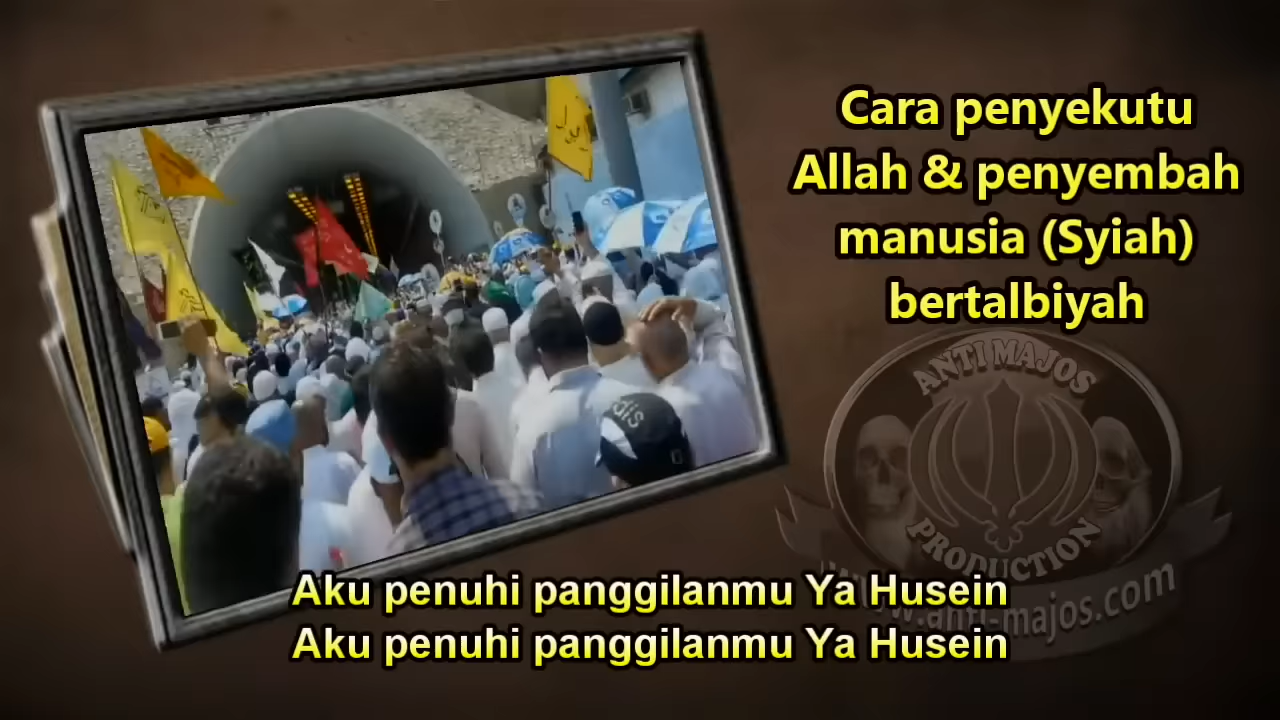 Cara penyekutu
Allah & penyembah
manusia (Syiah)
bertalbiyah
ANTI MAJOS
PRODUCTION
www.anti-majos.com
Aku penuhi panggilanmu Ya Husein
Aku penuhi panggilanmu Ya Husein